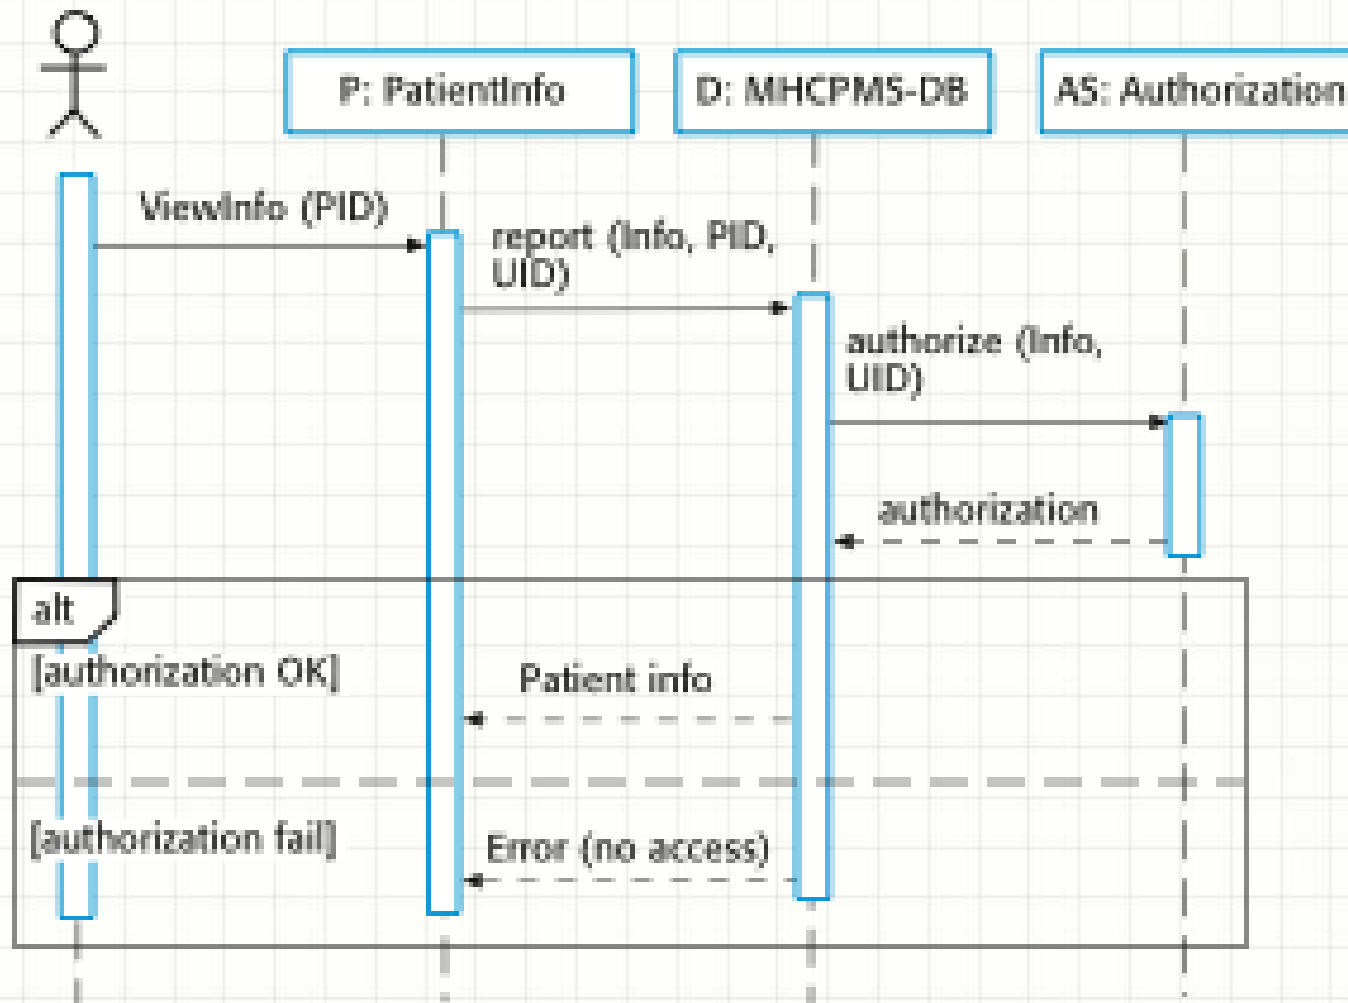 P: PatientInfo
D: MHCPMS-DB
AS: Authorization
ViewInfo (PID)
report (Info, PID,
UID)
authorize (Info,
UID)
authorization
alt
[authorization OK]
Patient info
[authorization fail]
Error (no access)